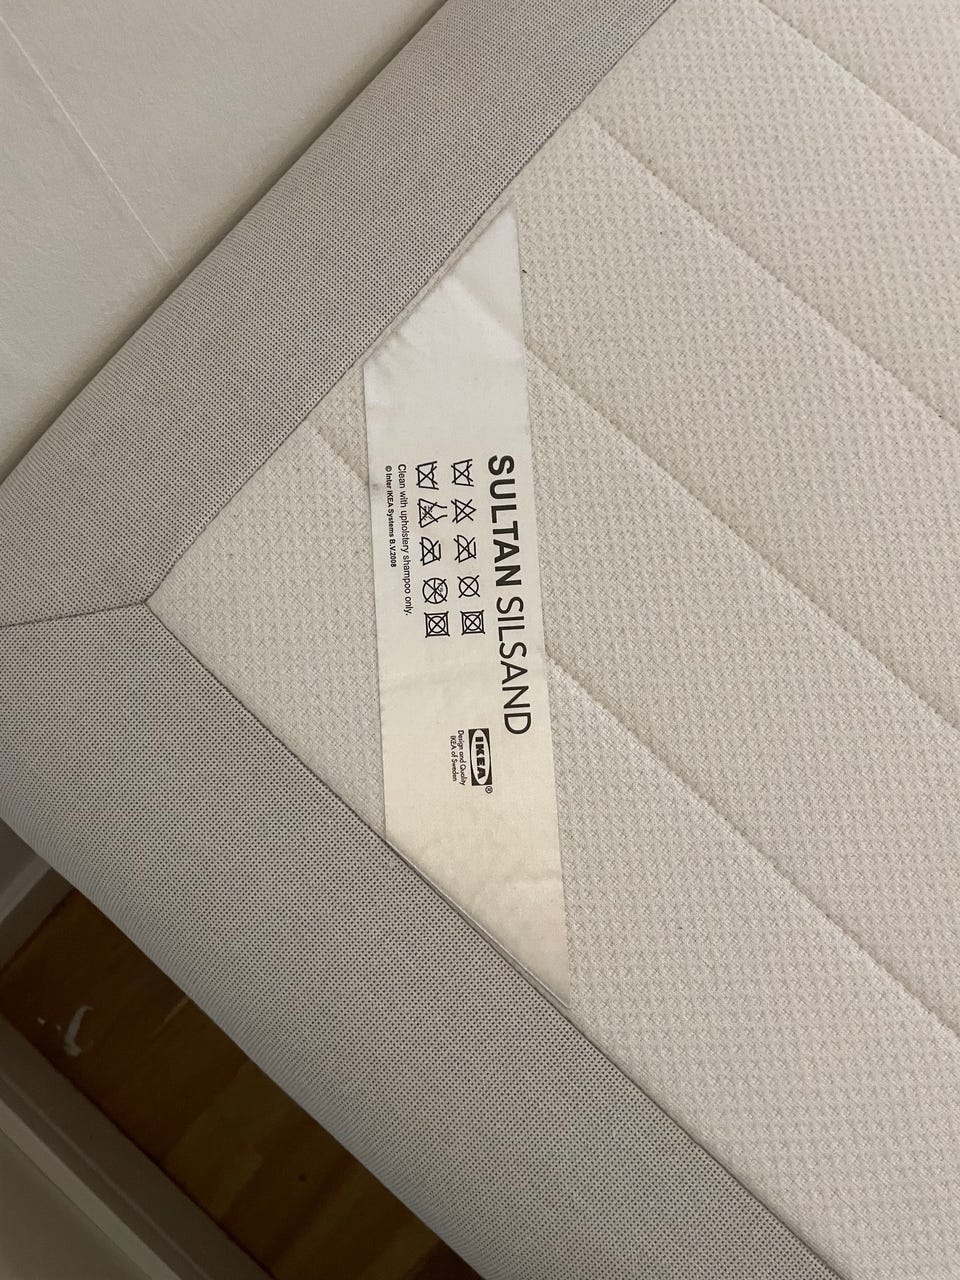 SULTAN SILSAND
Clean with upholstery shampoo only.
© Inter IKEA Systems B.V.2008
IKEA®
Design and Quality
IKEA of Sweden